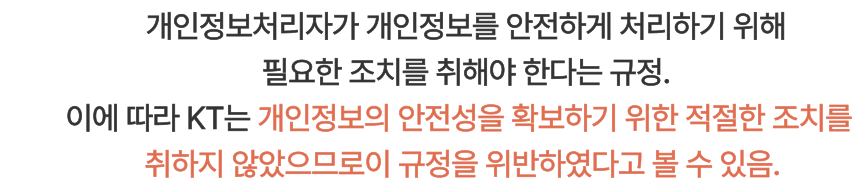 개인정보처리자가 개인정보를 안전하게 처리하기 위해
필요한 조치를 취해야 한다는 규정.
이에 따라 KT는 개인정보의 안전성을 확보하기 위한 적절한 조치를
취하지 않았으므로이 규정을 위반하였다고 볼 수 있음.